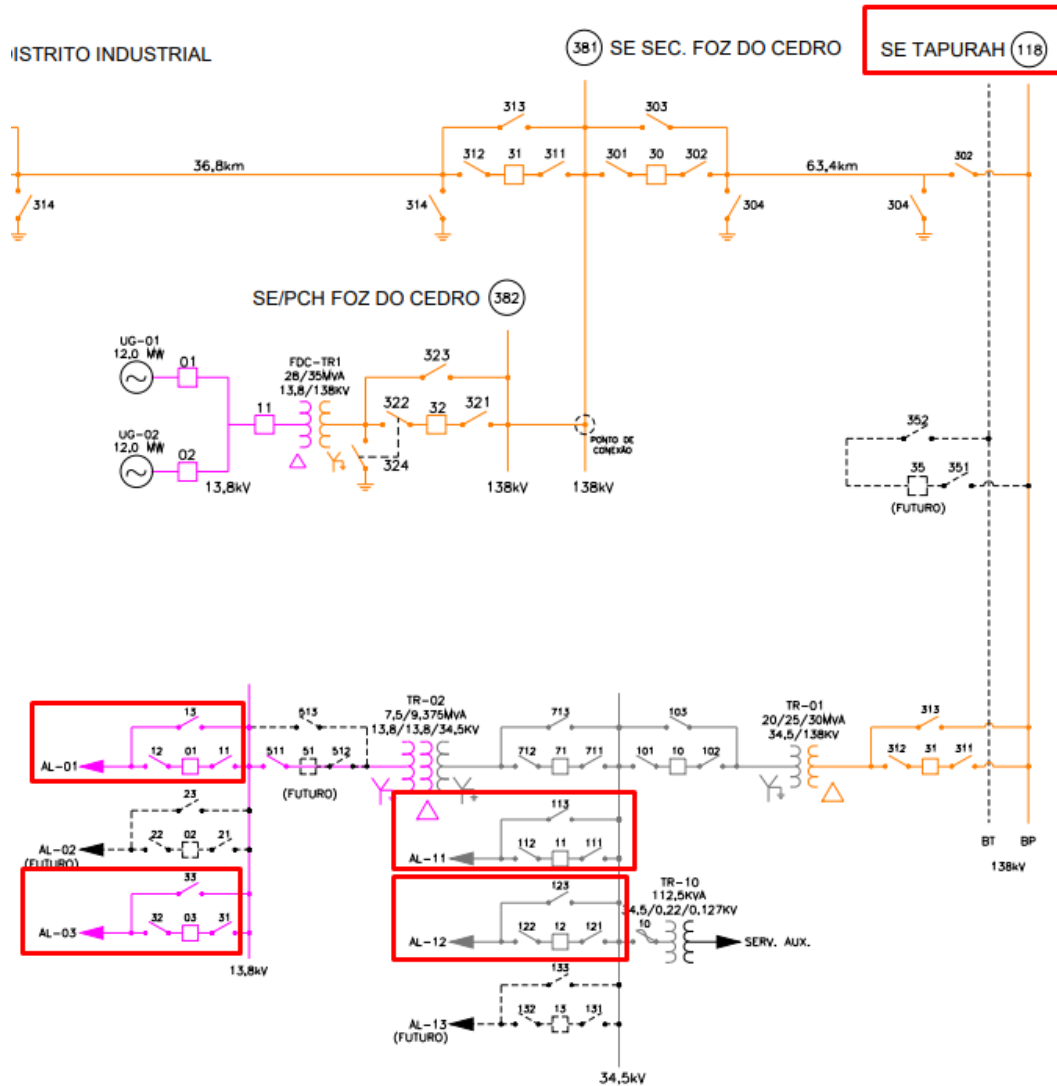 ISTRITO INDUSTRIAL
381 SE SEC. FOZ DO CEDRO
SE TAPURAH 118
313
303
312 31 311
301 30 302
302
36,8km
63,4km
314
314
304
304
SE/PCH FOZ DO CEDRO 382
UG-01
12,0 MW
01
FDC-TR1
28/35MVA
13,8/138KV
323
322 32 321
11
UG-02
12,0 MW
02
324
PONTO DE
CONEXÃO
13,8kV
138kV
138kV
352
35 351
(FUTURO)
13
513
TR-02
7,5/9,375MVA
13,8/13,8/34,5KV
713
103
TR-01
20/25/30MVA
34,5/138KV
313
AL-01
12 01 11
511 51 512
(FUTURO)
712 71 711
101 10 102
312 31 311
23
22 02 21
AL-02
(FUTURO)
113
112 11 111
AL-11
BT BP
138kV
33
32 03 31
AL-03
123
122 12 121
AL-12
TR-10
112,5KVA
34,5/0,22/0,127KV
10
SERV. AUX.
13,8kV
133
132 13 131
AL-13
(FUTURO)
34,5kV